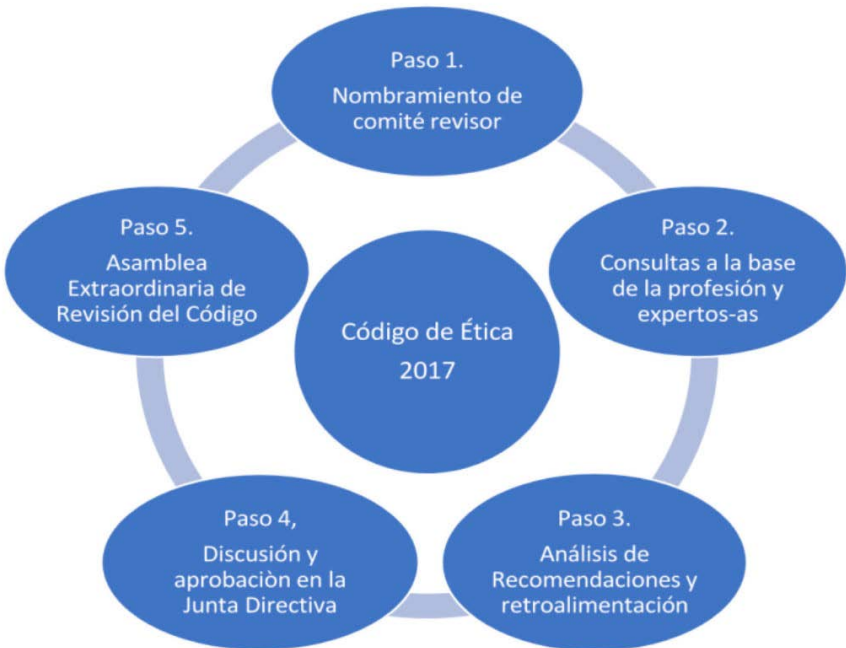 Paso 1.
Nombramiento de
comité revisor
Paso 2.
Consultas a la base
de la profesión y
expertos-as
Paso 3.
Análisis de
Recomendaciones y
retroalimentación
Paso 4,
Discusión y
aprobaciòn en la
Junta Directiva
Paso 5.
Asamblea
Extraordinaria de
Revisión del Código
Código de Ética
2017